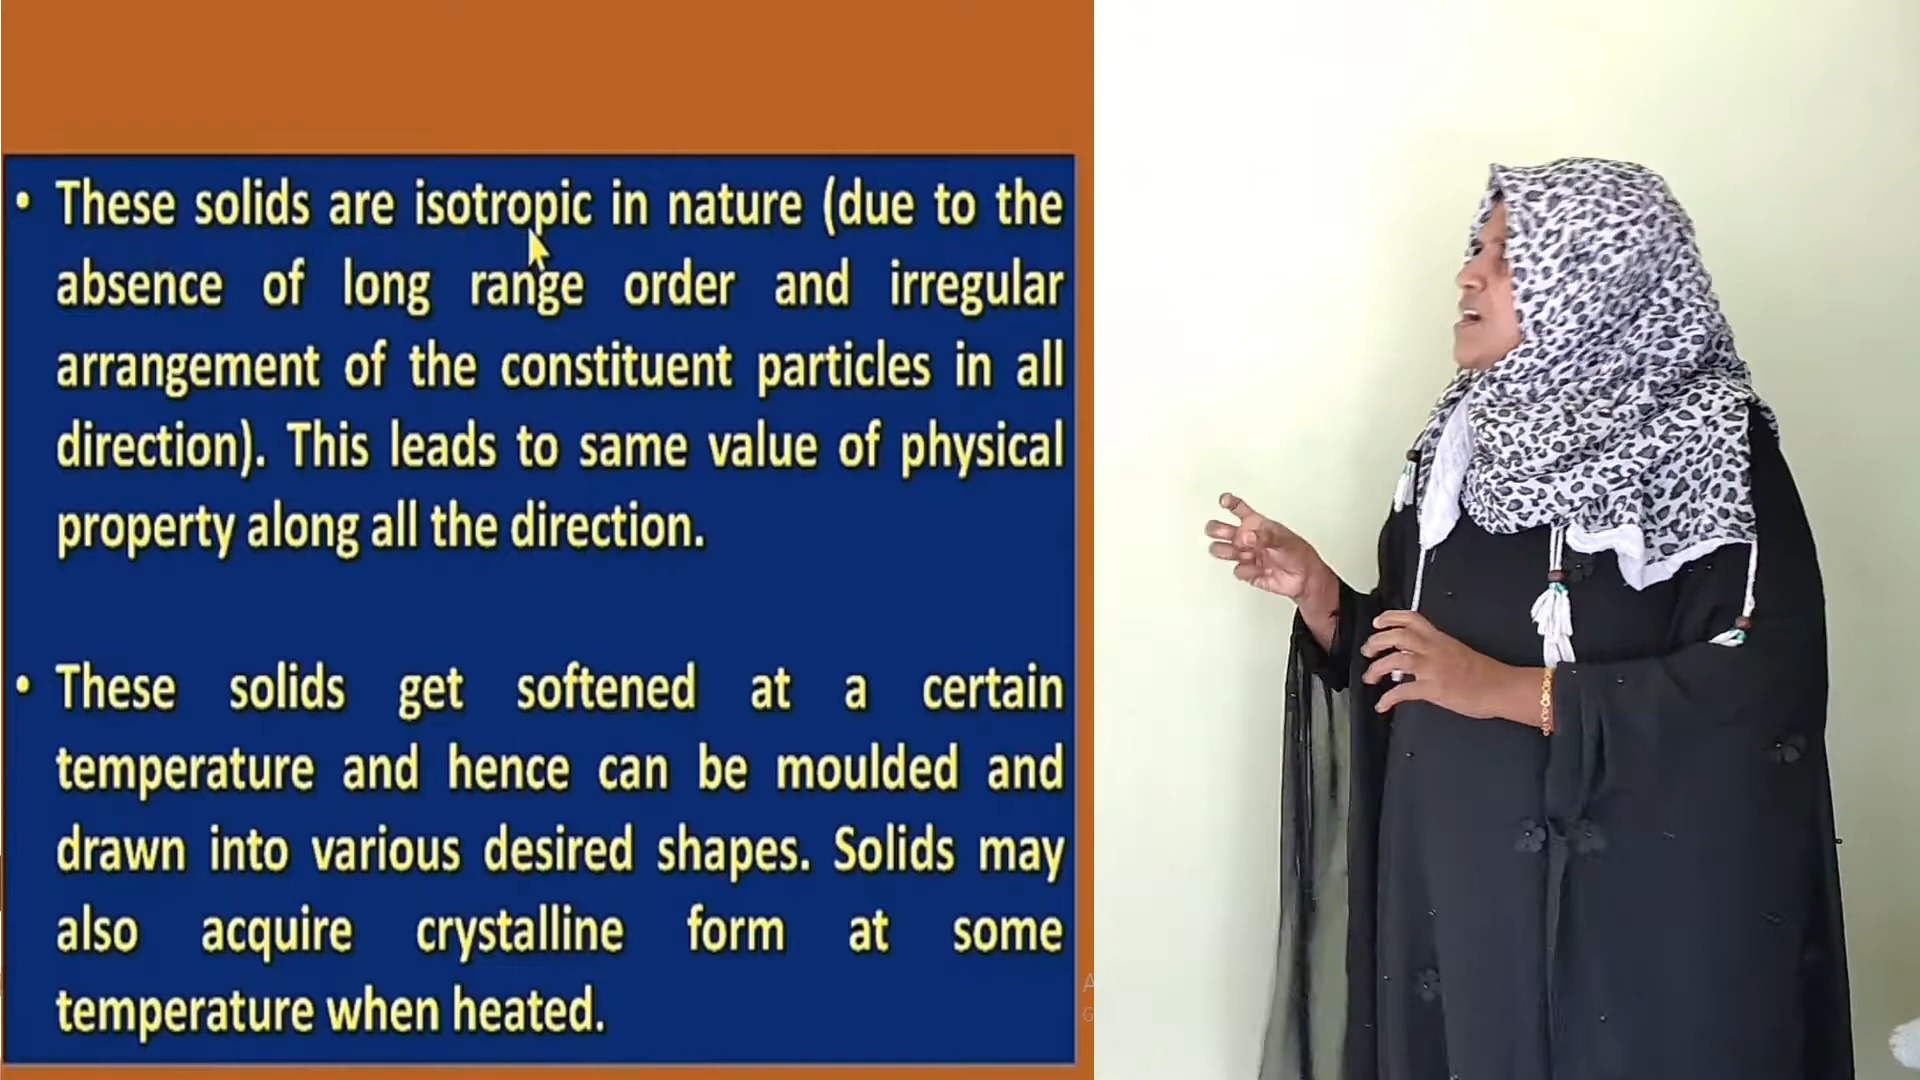 • These solids are isotropic in nature (due to the
absence of long range order and irregular
arrangement of the constituent particles in all
direction). This leads to same value of physical
property along all the direction.
• These solids get softened at a certain
temperature and hence can be moulded and
drawn into various desired shapes. Solids may
also acquire crystalline form at some
temperature when heated.